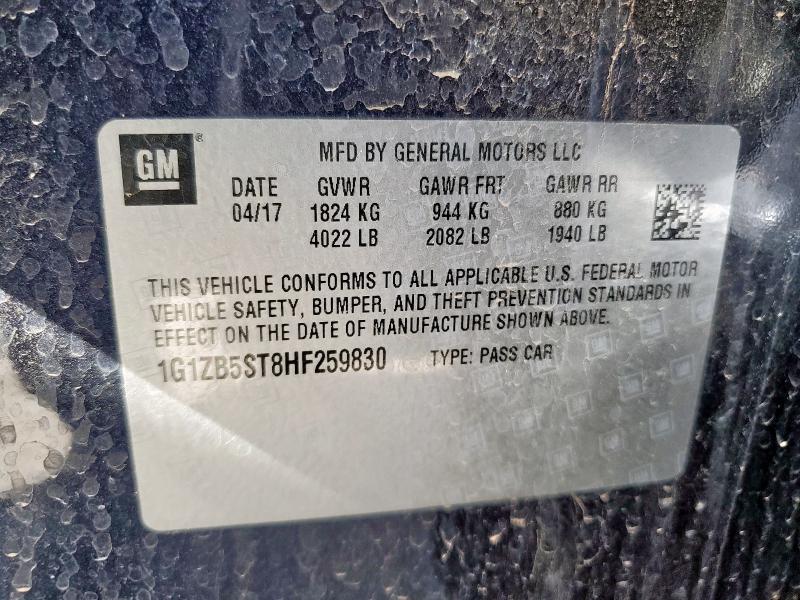 GM®
MFD BY GENERAL MOTORS LLC
DATE GVWR GAWR FRT GAWR RR
04/17 1824 KG 944 KG 880 KG
4022 LB 2082 LB 1940 LB
THIS VEHICLE CONFORMS TO ALL APPLICABLE U.S. FEDERAL MOTOR
VEHICLE SAFETY, BUMPER, AND THEFT PREVENTION STANDARDS IN
EFFECT ON THE DATE OF MANUFACTURE SHOWN ABOVE.
1G1ZB5ST8HF259830 TYPE: PASS CAR